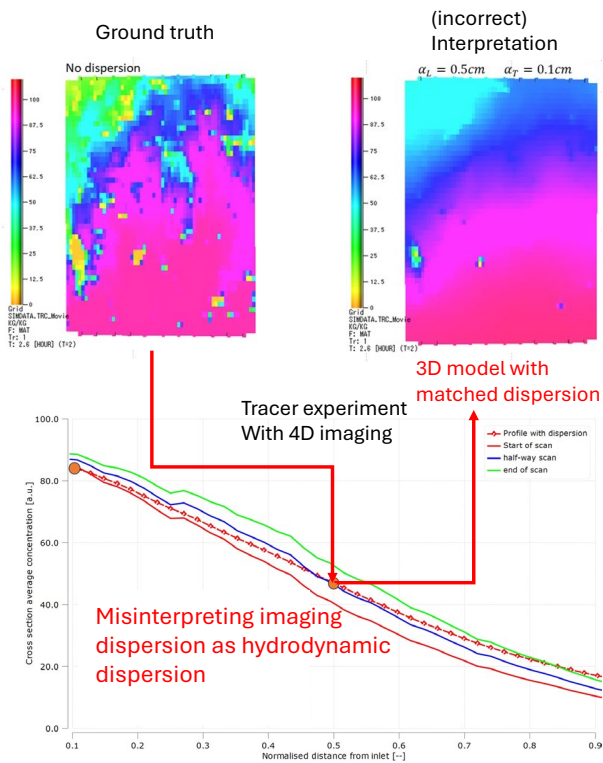 Ground truth
(incorrect)
Interpretation
No dispersion
α_L = 0.5cm α_T = 0.1cm
100
87.5
75
62.5
50
37.5
25
12.5
0
Grid
SIMDATA.TRC_Movie
KG/KG
F: MAT
Tr: 1
T: 2.6 [HOUR] (T=2)
100
87.5
75
62.5
50
37.5
25
12.5
0
Grid
SIMDATA.TRC_Movie
KG/KG
F: MAT
Tr: 1
T: 2.6 [HOUR] (T=2)
3D model with
matched dispersion
Tracer experiment
With 4D imaging
Profile with dispersion
Start of scan
half-way scan
end of scan
Misinterpreting imaging
dispersion as hydrodynamic
dispersion
Cross section average concentration [a.u.]
100.0
80.0
60.0
40.0
20.0
0.0
0.1 0.2 0.3 0.4 0.5 0.6 0.7 0.8 0.9
Normalised distance from inlet [--]